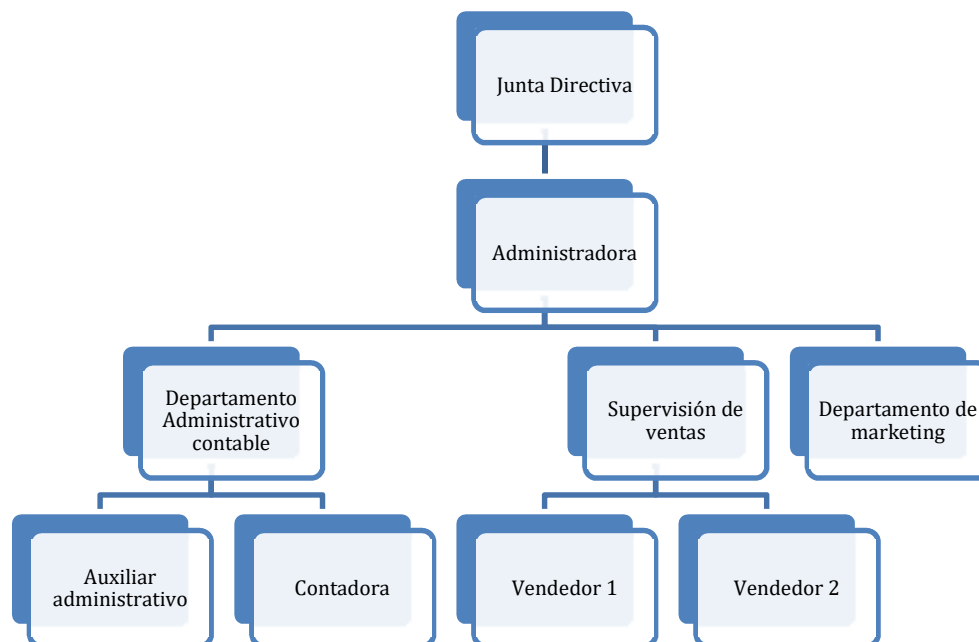 Junta Directiva
Administradora
Departamento
Administrativo
contable
Supervisión de
ventas
Departamento de
marketing
Auxiliar
administrativo
Contadora
Vendedor 1
Vendedor 2